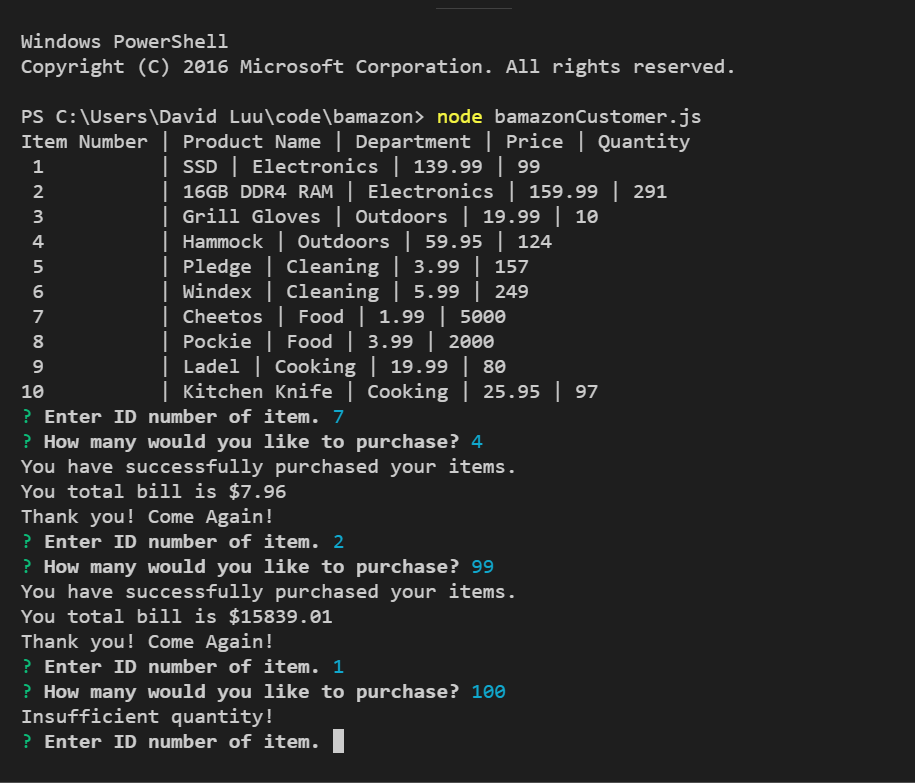 Windows PowerShell
Copyright (C) 2016 Microsoft Corporation. All rights reserved.
PS C:\Users\David Luu\code\bamazon> node bamazonCustomer.js
Item Number | Product Name | Department | Price | Quantity
 1          | SSD | Electronics | 139.99 | 99
 2          | 16GB DDR4 RAM | Electronics | 159.99 | 291
 3          | Grill Gloves | Outdoors | 19.99 | 10
 4          | Hammock | Outdoors | 59.95 | 124
 5          | Pledge | Cleaning | 3.99 | 157
 6          | Windex | Cleaning | 5.99 | 249
 7          | Cheetos | Food | 1.99 | 5000
 8          | Pockie | Food | 3.99 | 2000
 9          | Ladel | Cooking | 19.99 | 80
10          | Kitchen Knife | Cooking | 25.95 | 97
? Enter ID number of item. 7
? How many would you like to purchase? 4
You have successfully purchased your items.
You total bill is $7.96
Thank you! Come Again!
? Enter ID number of item. 2
? How many would you like to purchase? 99
You have successfully purchased your items.
You total bill is $15839.01
Thank you! Come Again!
? Enter ID number of item. 1
? How many would you like to purchase? 100
Insufficient quantity!
? Enter ID number of item.